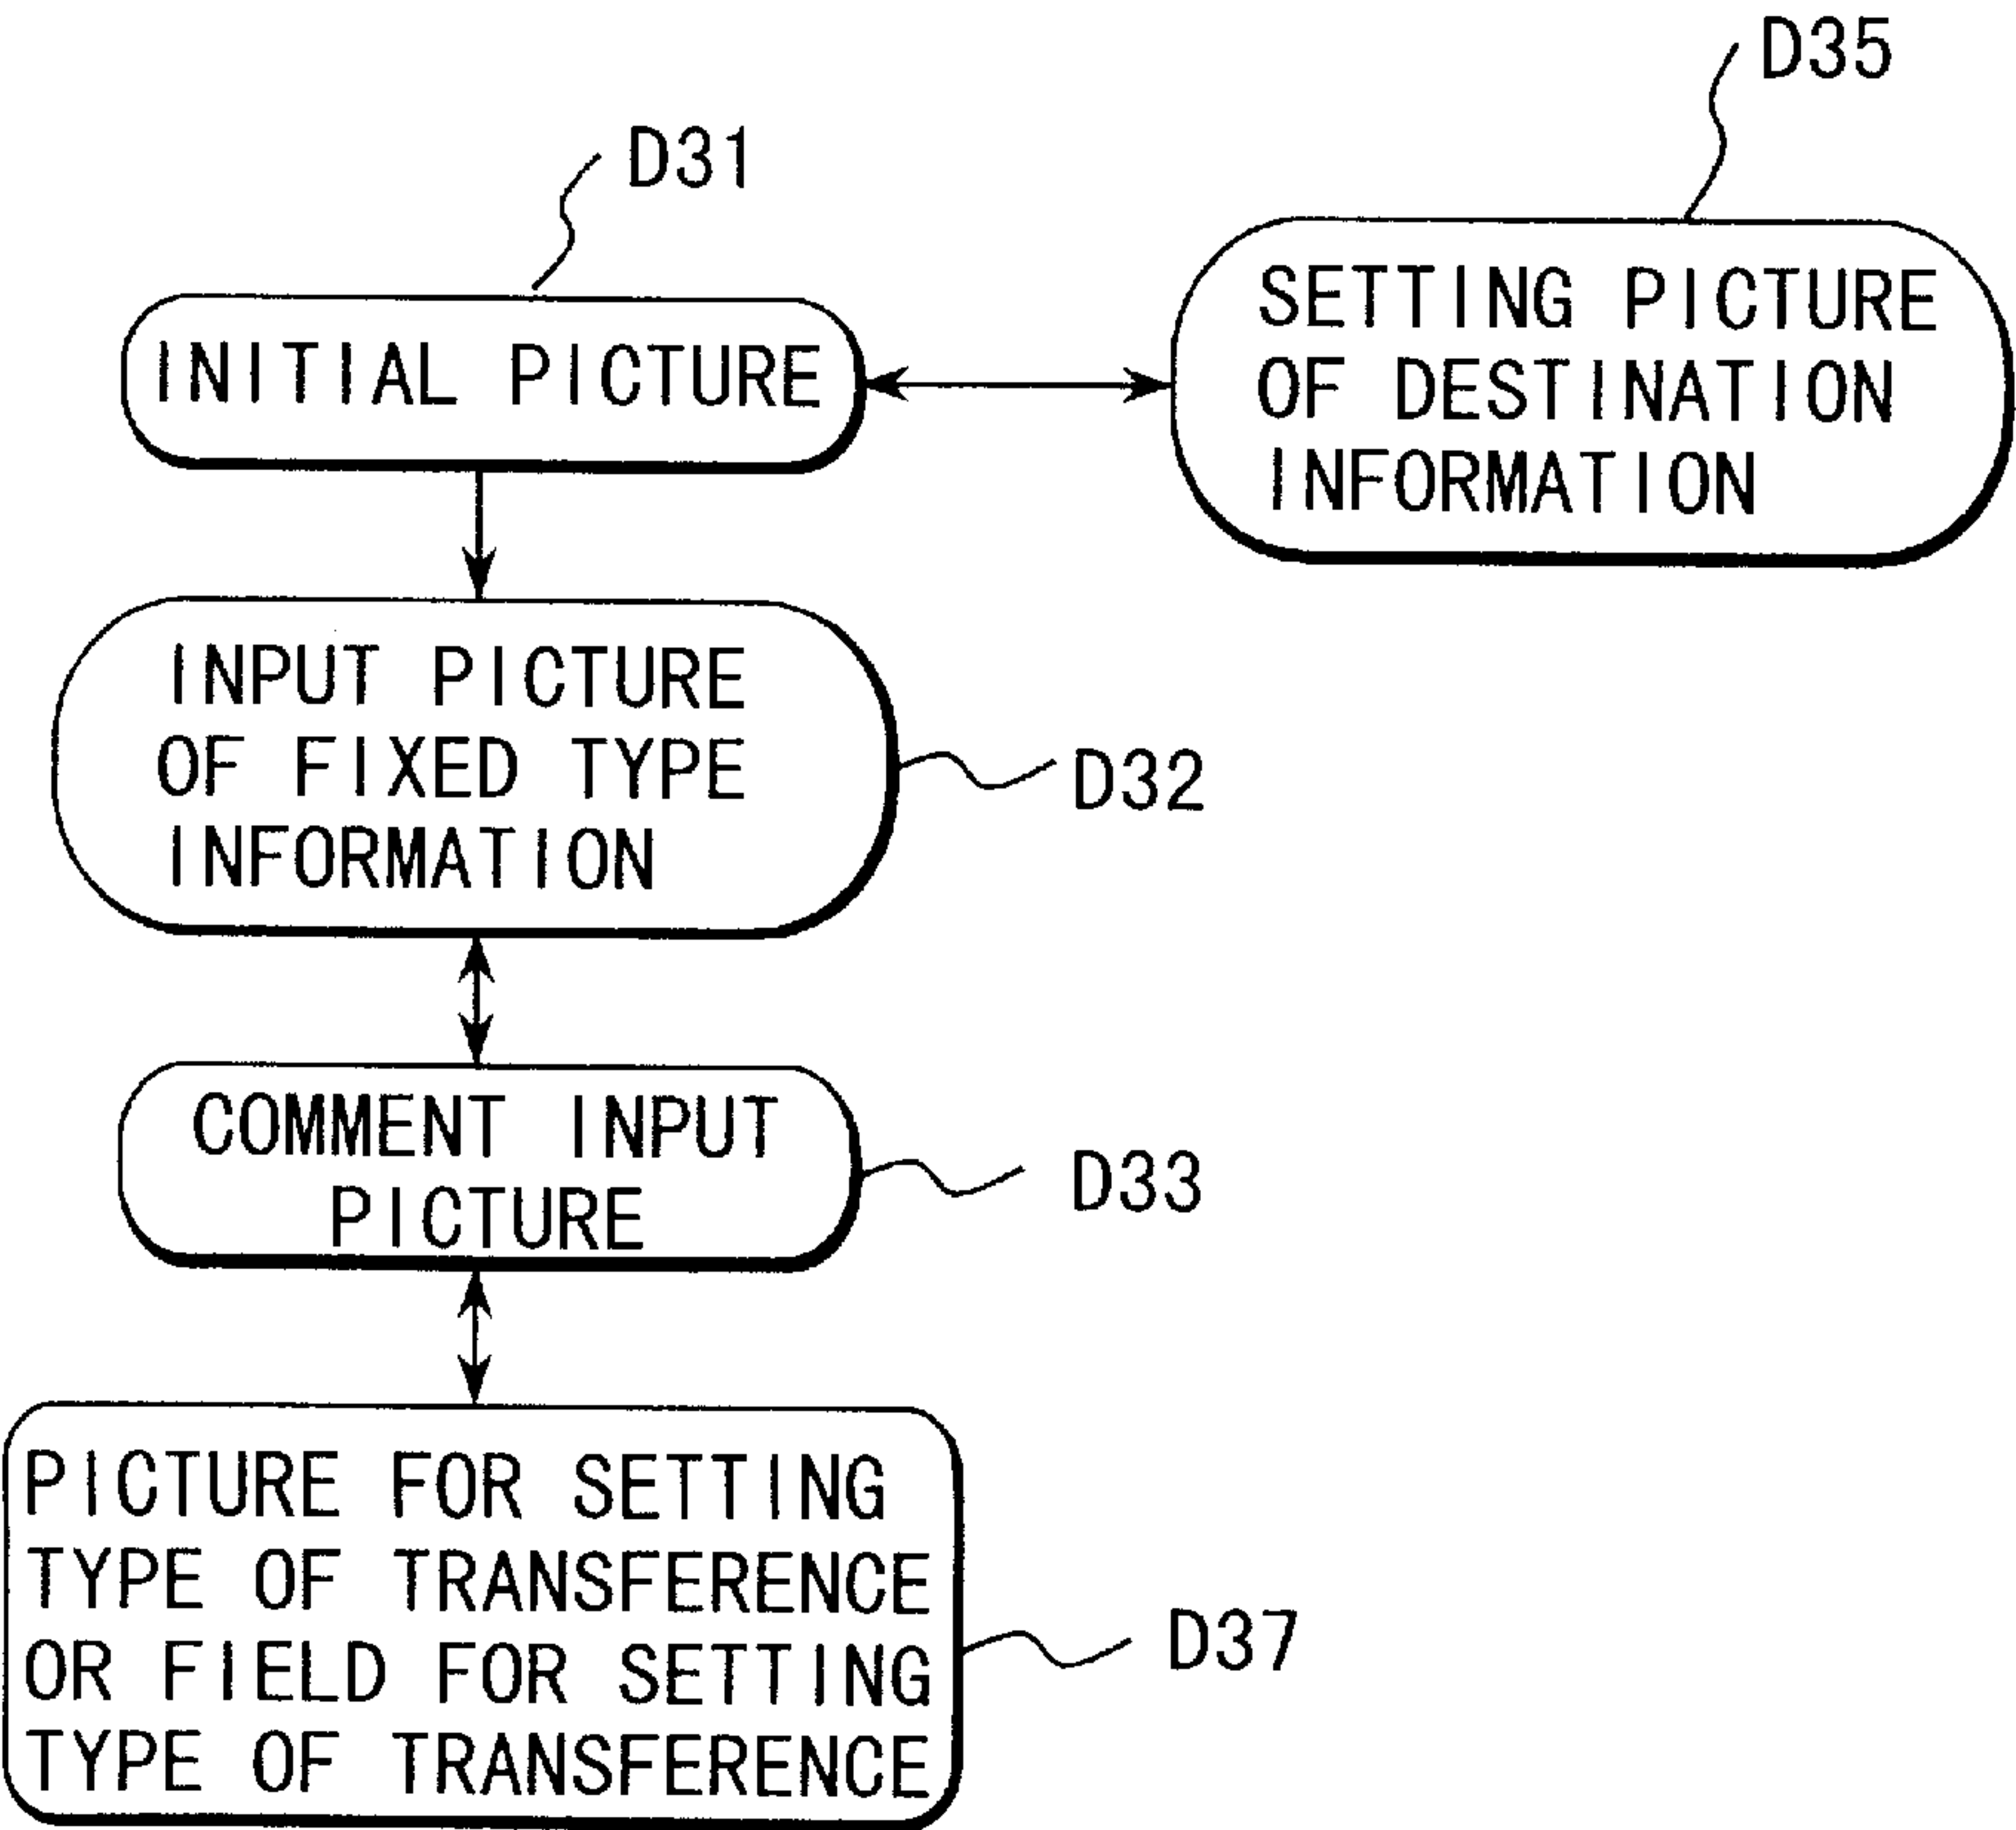 D35
D31
INITIAL PICTURE
SETTING PICTURE
OF DESTINATION
INFORMATION
INPUT PICTURE
OF FIXED TYPE
INFORMATION
D32
COMMENT INPUT
PICTURE
D33
PICTURE FOR SETTING
TYPE OF TRANSFERENCE
OR FIELD FOR SETTING
TYPE OF TRANSFERENCE
D37